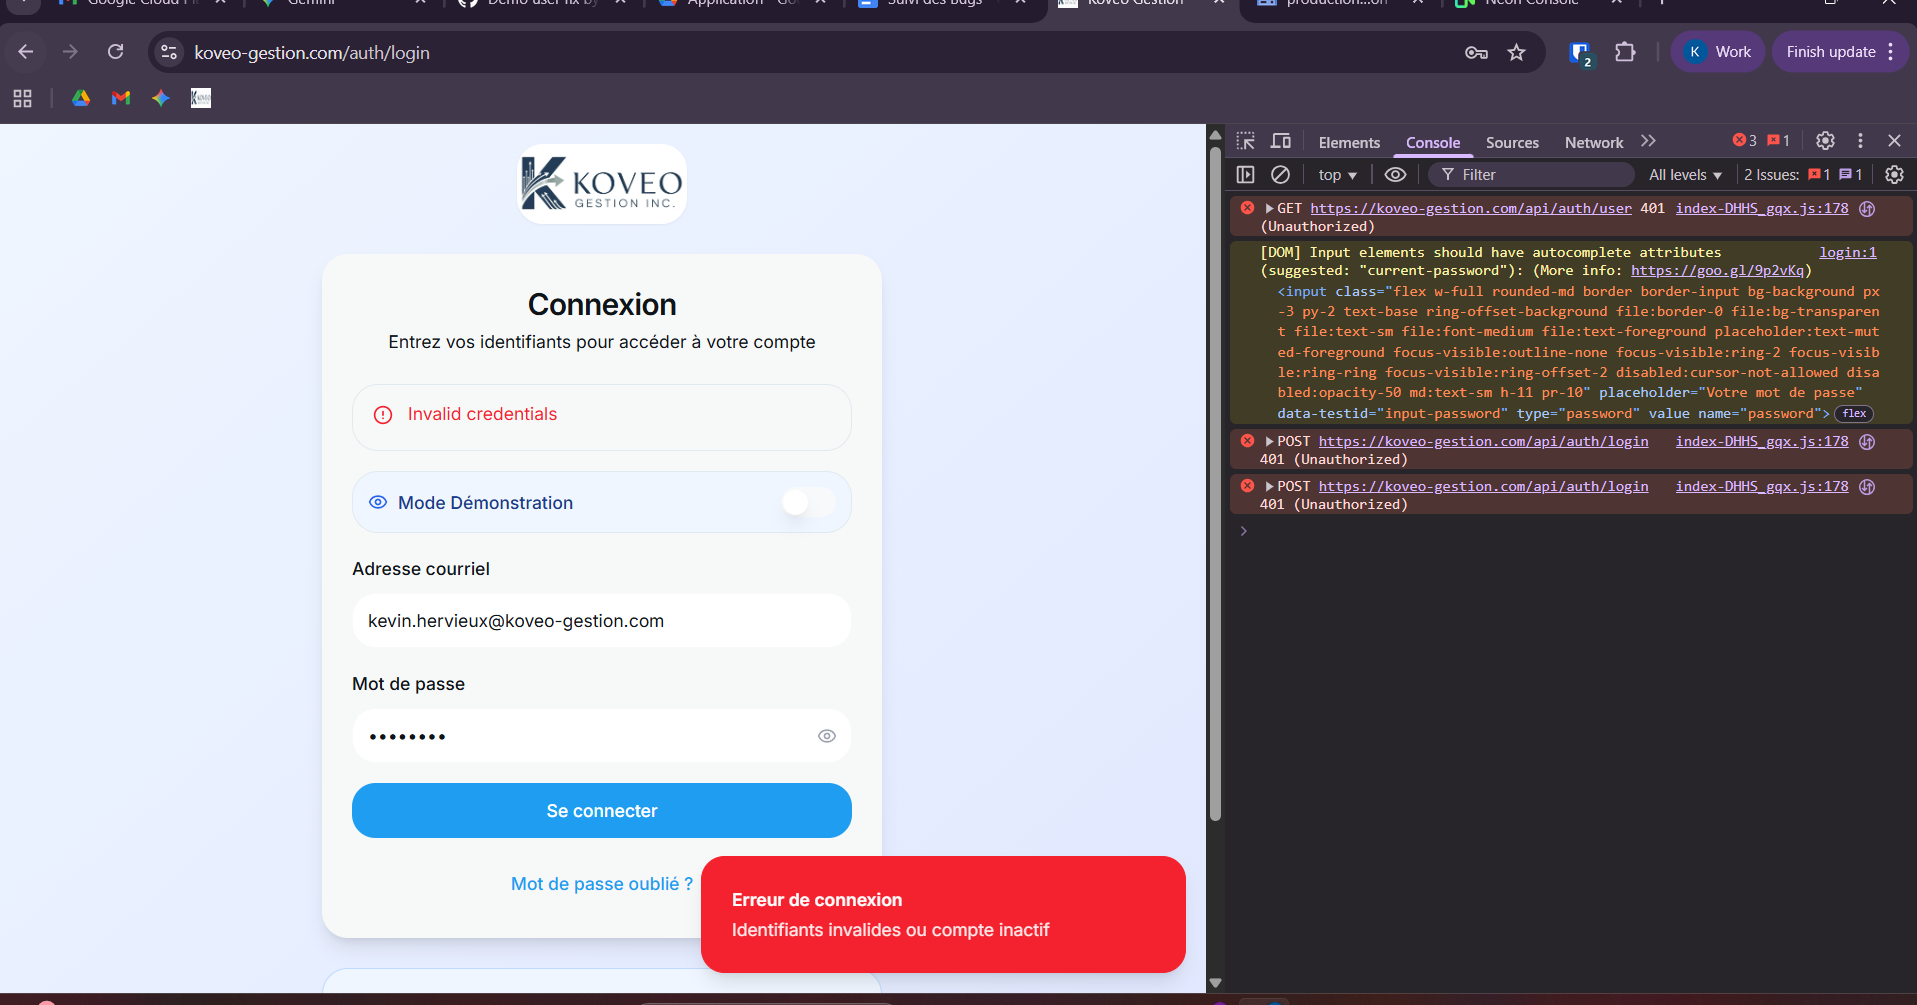 Gemini
Demo user fix by
Application
Suivi des Bugs
Koveo Gestion
production...on
Neon Console
koveo-gestion.com/auth/login
2
K
Work
Finish update
KOVEO
GESTION INC.
Connexion
Entrez vos identifiants pour accéder à votre compte
Invalid credentials
Mode Démonstration
Adresse courriel
kevin.hervieux@koveo-gestion.com
Mot de passe
••••••••
Se connecter
Mot de passe oublié ?
Erreur de connexion
Identifiants invalides ou compte inactif
Elements
Console
Sources
Network
3
1
top
Filter
All levels
2 Issues:
1
1
GET https://koveo-gestion.com/api/auth/user 401 index-DHHS_gqx.js:178
(Unauthorized)
[DOM] Input elements should have autocomplete attributes login:1
(suggested: "current-password"): (More info: https://goo.gl/9p2vKq)
<input class="flex w-full rounded-md border border-input bg-background px
-3 py-2 text-base ring-offset-background file:border-0 file:bg-transparen
t file:text-sm file:font-medium file:text-foreground placeholder:text-mut
ed-foreground focus-visible:outline-none focus-visible:ring-2 focus-visib
le:ring-ring focus-visible:ring-offset-2 disabled:cursor-not-allowed disa
bled:opacity-50 md:text-sm h-11 pr-10" placeholder="Votre mot de passe"
data-testid="input-password" type="password" value name="password"> flex
POST https://koveo-gestion.com/api/auth/login index-DHHS_gqx.js:178
401 (Unauthorized)
POST https://koveo-gestion.com/api/auth/login index-DHHS_gqx.js:178
401 (Unauthorized)